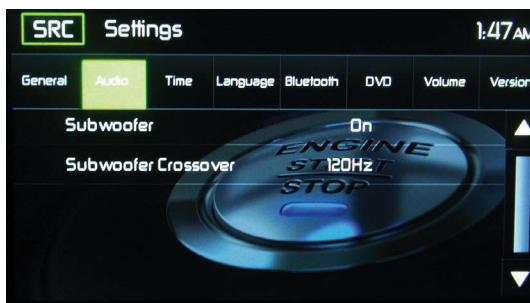 SRC Settings 1:47AM
General Audio Time Language Bluetooth DVD Volume Version
Subwoofer On
Subwoofer Crossover 120Hz
ENGINE
START
STOP